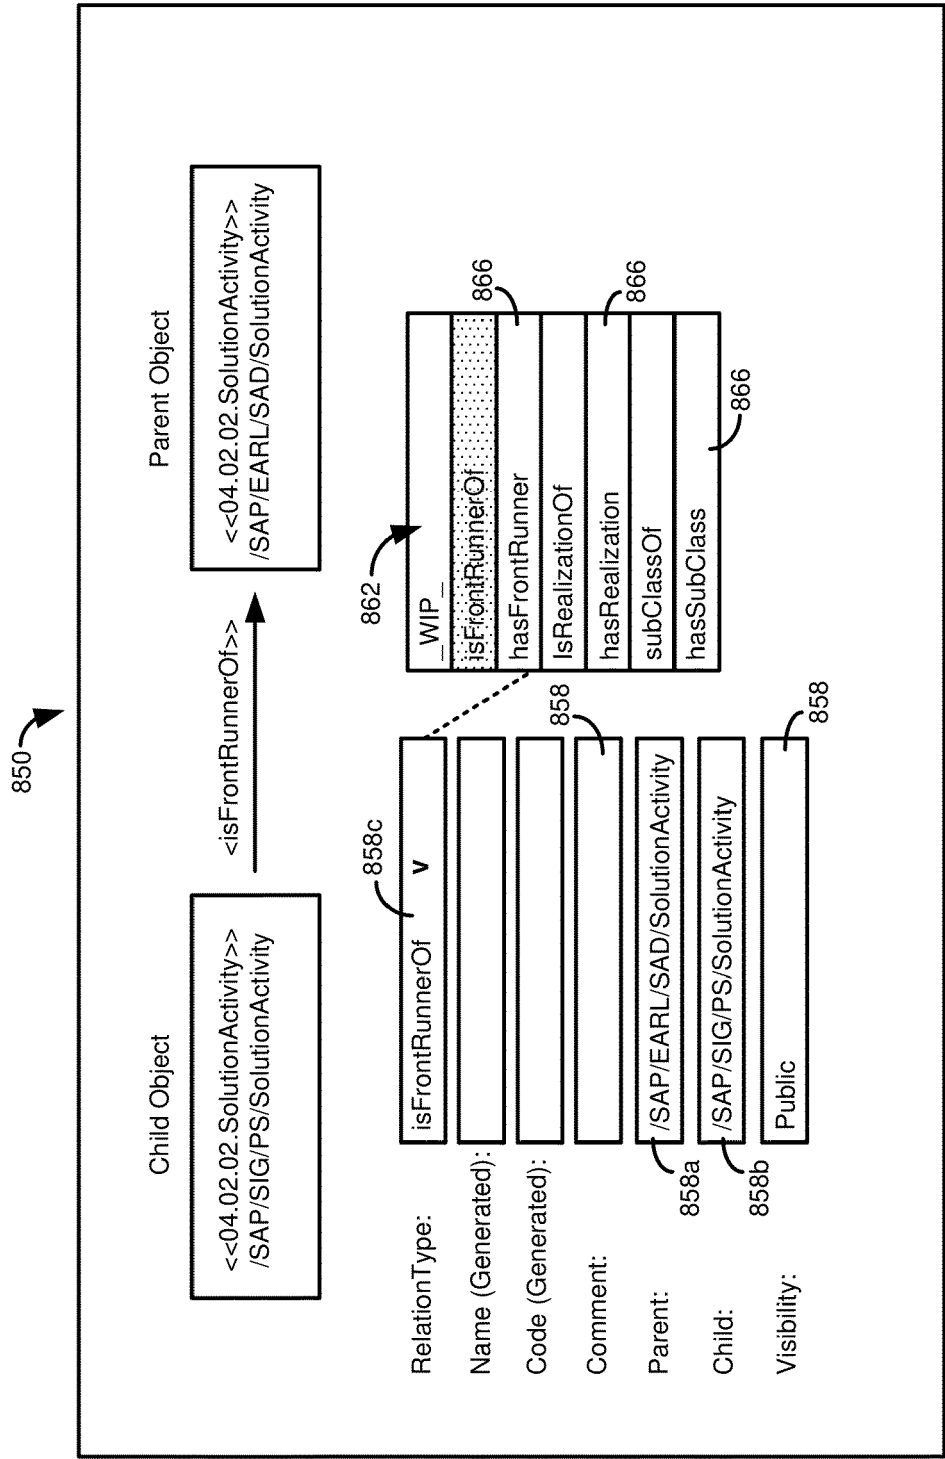 850
Child Object
Parent Object
<<04.02.02.SolutionActivity>>
/SAP/SIG/PS/SolutionActivity
<isFrontRunnerOf>>
<<04.02.02.SolutionActivity>>
/SAP/EARL/SAD/SolutionActivity
RelationType:
isFrontRunnerOf v
858c
Name (Generated):
Code (Generated):
Comment:
858
Parent:
/SAP/EARL/SAD/SolutionActivity
858a
Child:
/SAP/SIG/PS/SolutionActivity
858b
Visibility:
Public
858
862
_WIP_
isFrontRunnerOf
hasFrontRunner
866
IsRealizationOf
hasRealization
866
subClassOf
hasSubClass
866